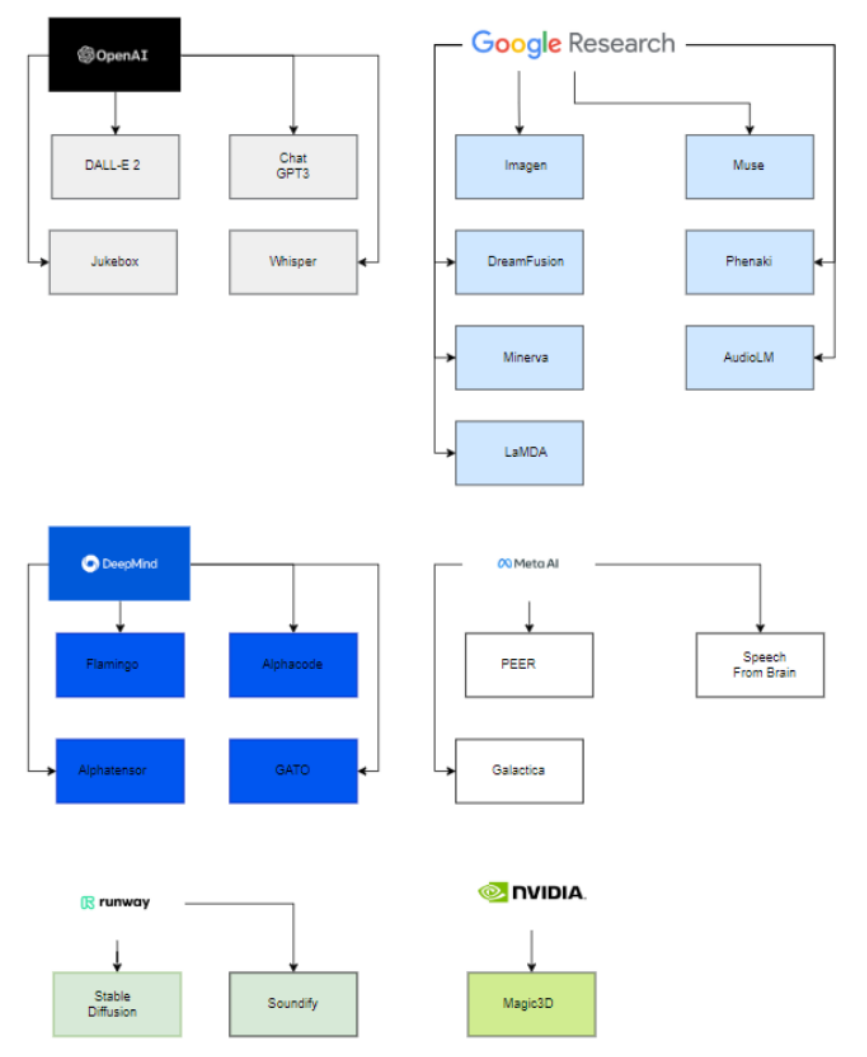 OpenAI
Google Research
DALL-E 2
Chat
GPT3
Imagen
Muse
Jukebox
Whisper
DreamFusion
Phenaki
Minerva
AudioLM
LaMDA
DeepMind
Meta AI
Flamingo
Alphacode
PEER
Speech
From Brain
Alphatensor
GATO
Galactica
runway
NVIDIA.
Stable
Diffusion
Soundify
Magic3D